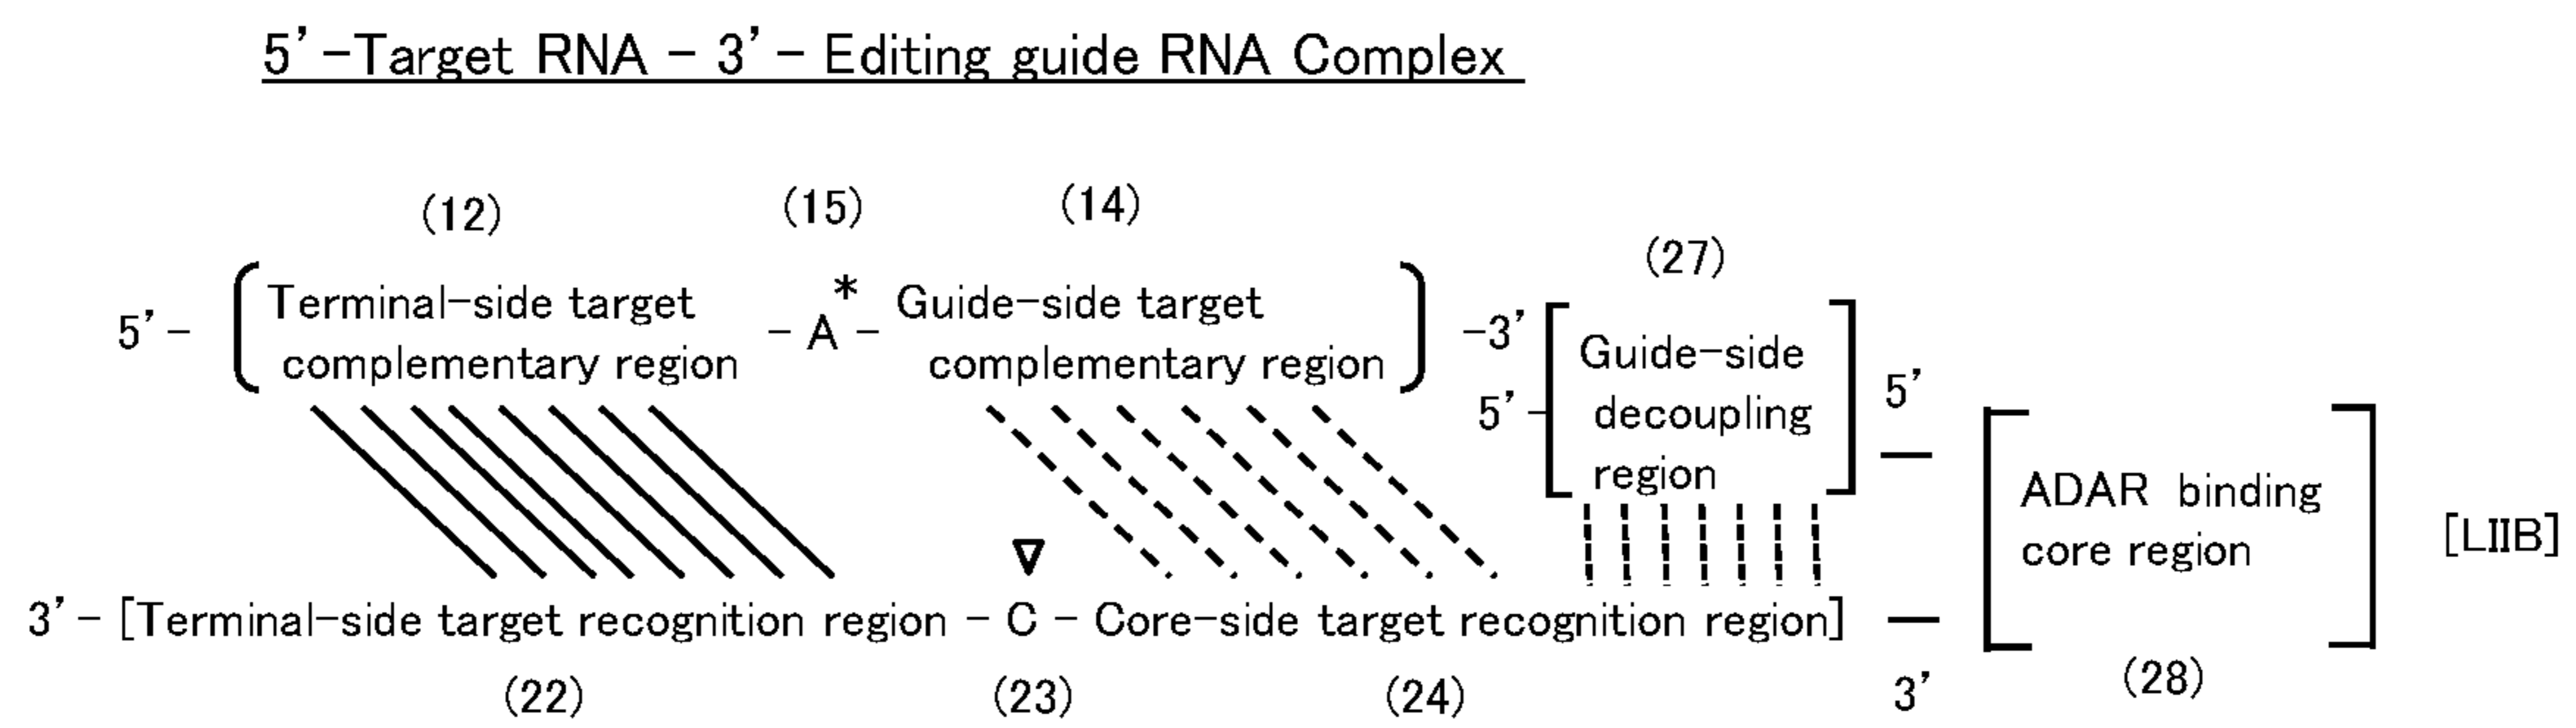 5’-Target RNA - 3’- Editing guide RNA Complex
(12) (15) (14)
(27)
5’- Terminal-side target complementary region - A* - Guide-side target complementary region -3’
5’- [Guide-side decoupling region] 5’ —
[ADAR binding core region]
[LIIB]
3’- [Terminal-side target recognition region - C - Core-side target recognition region] — 3’
(22) (23) (24) (28)